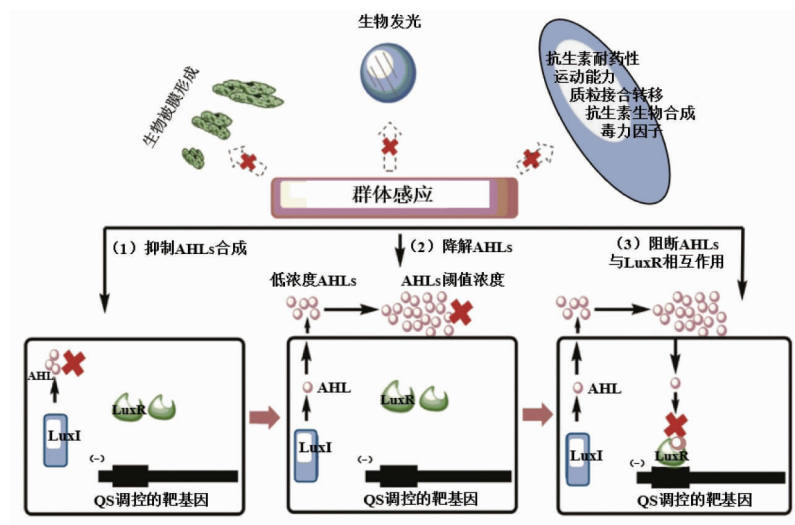 生物发光
生物被膜形成
抗生素耐药性
运动能力
质粒接合转移
抗生素生物合成
毒力因子
群体感应
(1) 抑制AHLs合成
(2) 降解AHLs
(3) 阻断AHLs
与LuxR相互作用
低浓度AHLs
AHLs阈值浓度
AHL
LuxR
LuxI
(-)
QS调控的靶基因
AHL
LuxR
LuxI
(-)
QS调控的靶基因
AHL
LuxI
LuxR
(-)
QS调控的靶基因